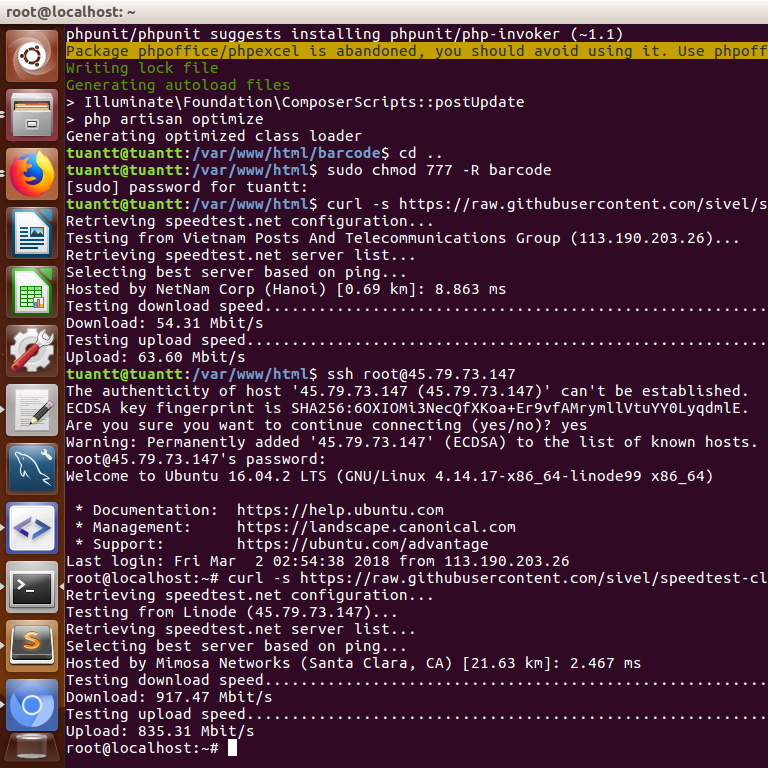 root@localhost: ~
phpunit/phpunit suggests installing phpunit/php-invoker (~1.1)
Package phpoffice/phpexcel is abandoned, you should avoid using it. Use phpoff
Writing lock file
Generating autoload files
> Illuminate\Foundation\ComposerScripts::postUpdate
> php artisan optimize
Generating optimized class loader
tuantt@tuantt:/var/www/html/barcode$ cd ..
tuantt@tuantt:/var/www/html$ sudo chmod 777 -R barcode
[sudo] password for tuantt:
tuantt@tuantt:/var/www/html$ curl -s https://raw.githubusercontent.com/sivel/s
Retrieving speedtest.net configuration...
Testing from Vietnam Posts And Telecommunications Group (113.190.203.26)...
Retrieving speedtest.net server list...
Selecting best server based on ping...
Hosted by NetNam Corp (Hanoi) [0.69 km]: 8.863 ms
Testing download speed........................................................
Download: 54.31 Mbit/s
Testing upload speed..........................................................
Upload: 63.60 Mbit/s
tuantt@tuantt:/var/www/html$ ssh root@45.79.73.147
The authenticity of host '45.79.73.147 (45.79.73.147)' can't be established.
ECDSA key fingerprint is SHA256:6OXIOMi3NecQfXKoa+Er9vfAMrymllVtuYY0LyqdmlE.
Are you sure you want to continue connecting (yes/no)? yes
Warning: Permanently added '45.79.73.147' (ECDSA) to the list of known hosts.
root@45.79.73.147's password:
Welcome to Ubuntu 16.04.2 LTS (GNU/Linux 4.14.17-x86_64-linode99 x86_64)
* Documentation:  https://help.ubuntu.com
* Management:     https://landscape.canonical.com
* Support:        https://ubuntu.com/advantage
Last login: Fri Mar  2 02:54:38 2018 from 113.190.203.26
root@localhost:~# curl -s https://raw.githubusercontent.com/sivel/speedtest-cl
Retrieving speedtest.net configuration...
Testing from Linode (45.79.73.147)...
Retrieving speedtest.net server list...
Selecting best server based on ping...
Hosted by Mimosa Networks (Santa Clara, CA) [21.63 km]: 2.467 ms
Testing download speed........................................................
Download: 917.47 Mbit/s
Testing upload speed..........................................................
Upload: 835.31 Mbit/s
root@localhost:~#